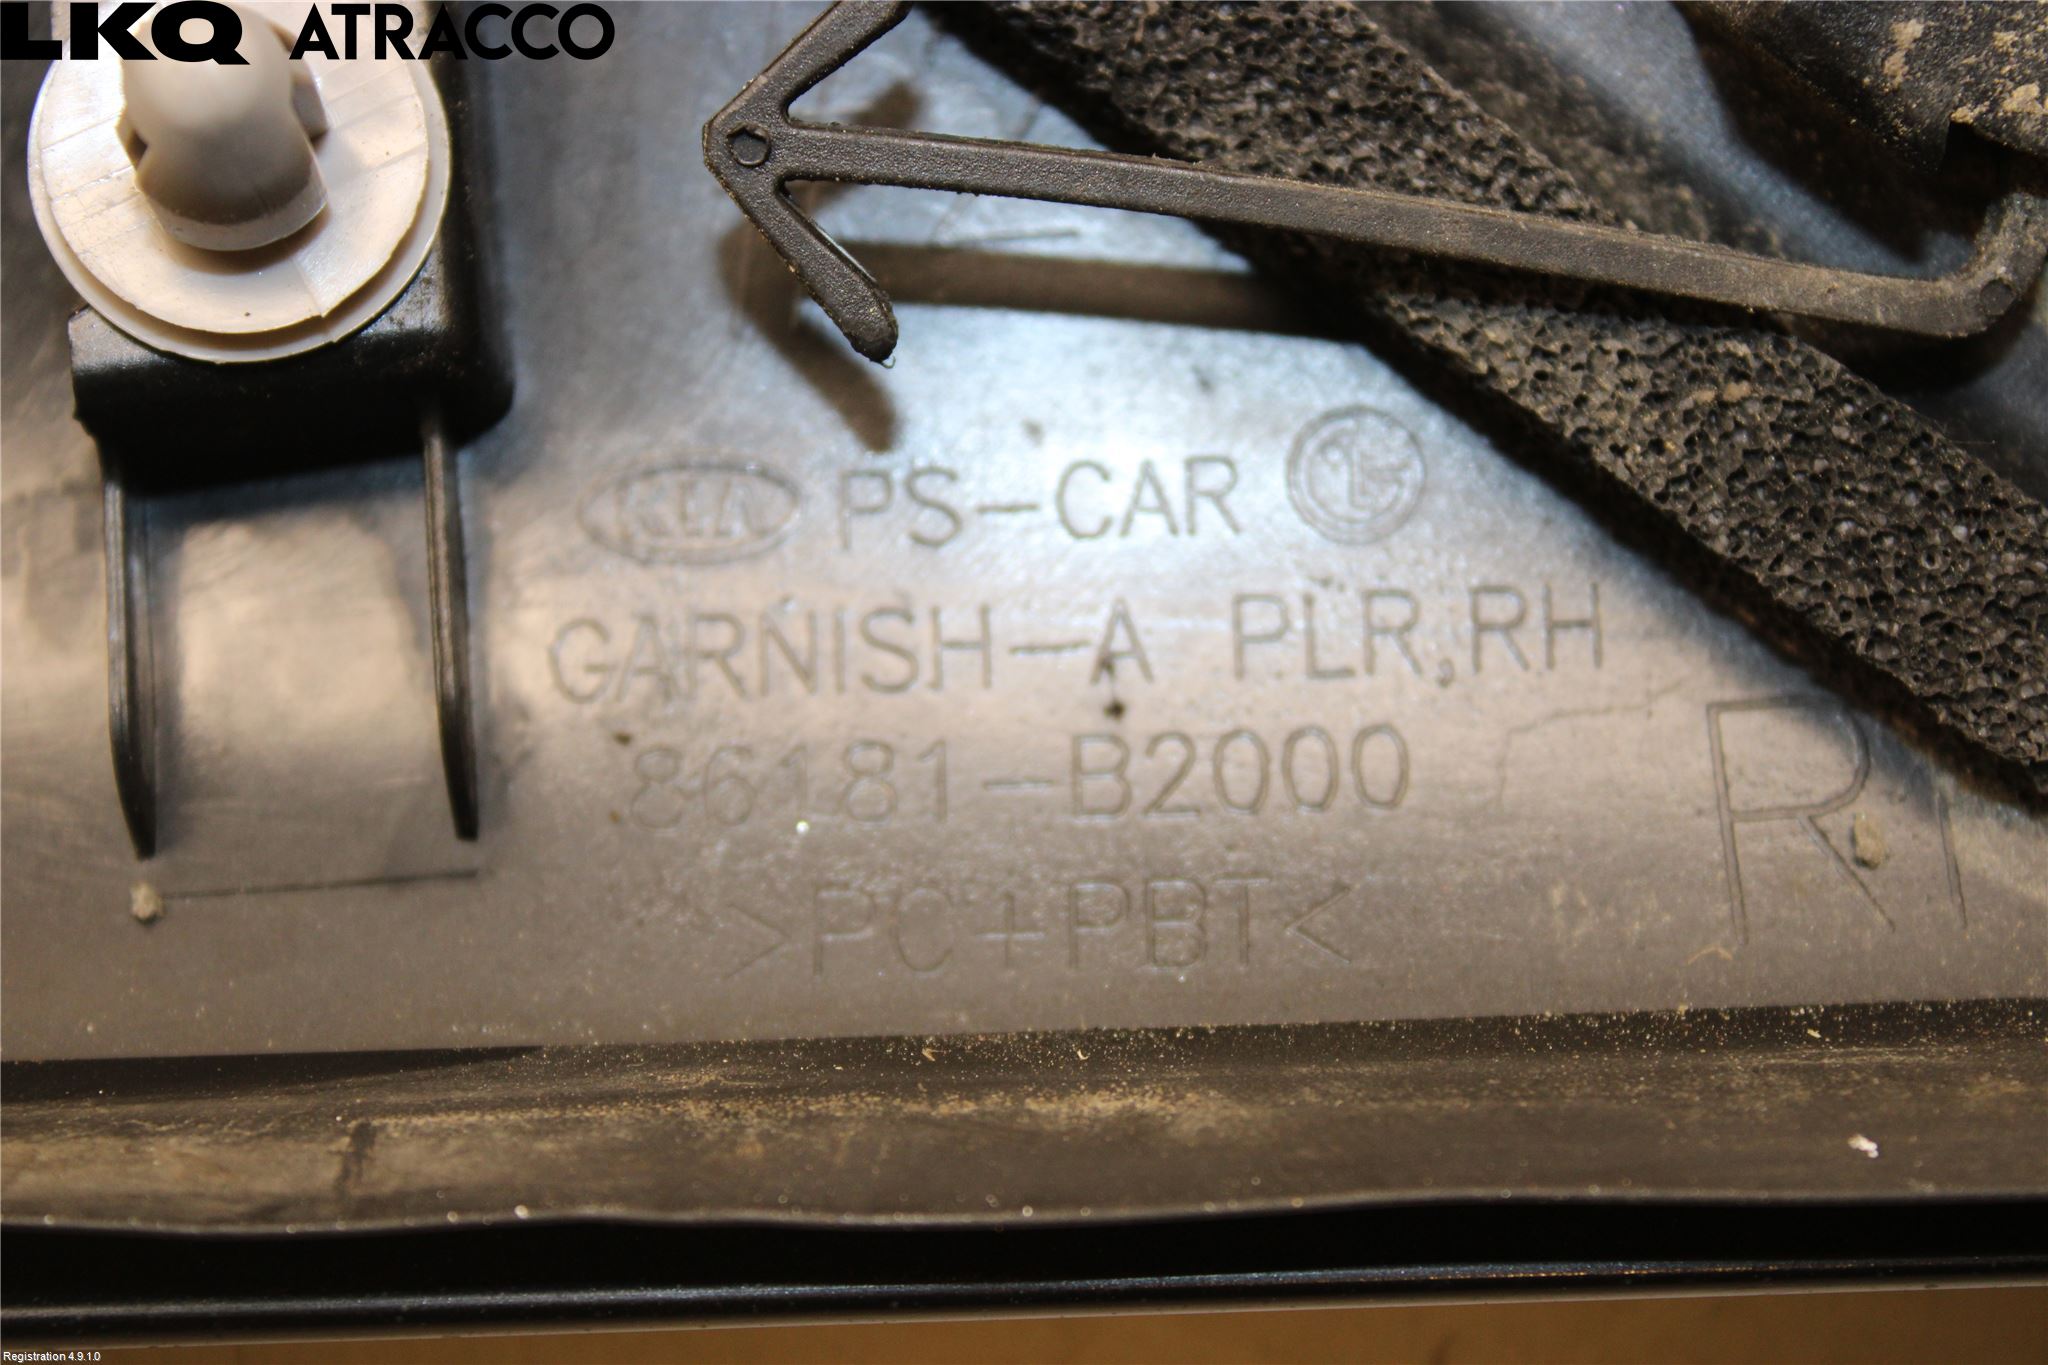 LKQ ATRACCO
KIA PS-CAR
GARNISH-A PLR,RH
86181-B2000
>PC+PBT<
R
Registration 4.9.1.0